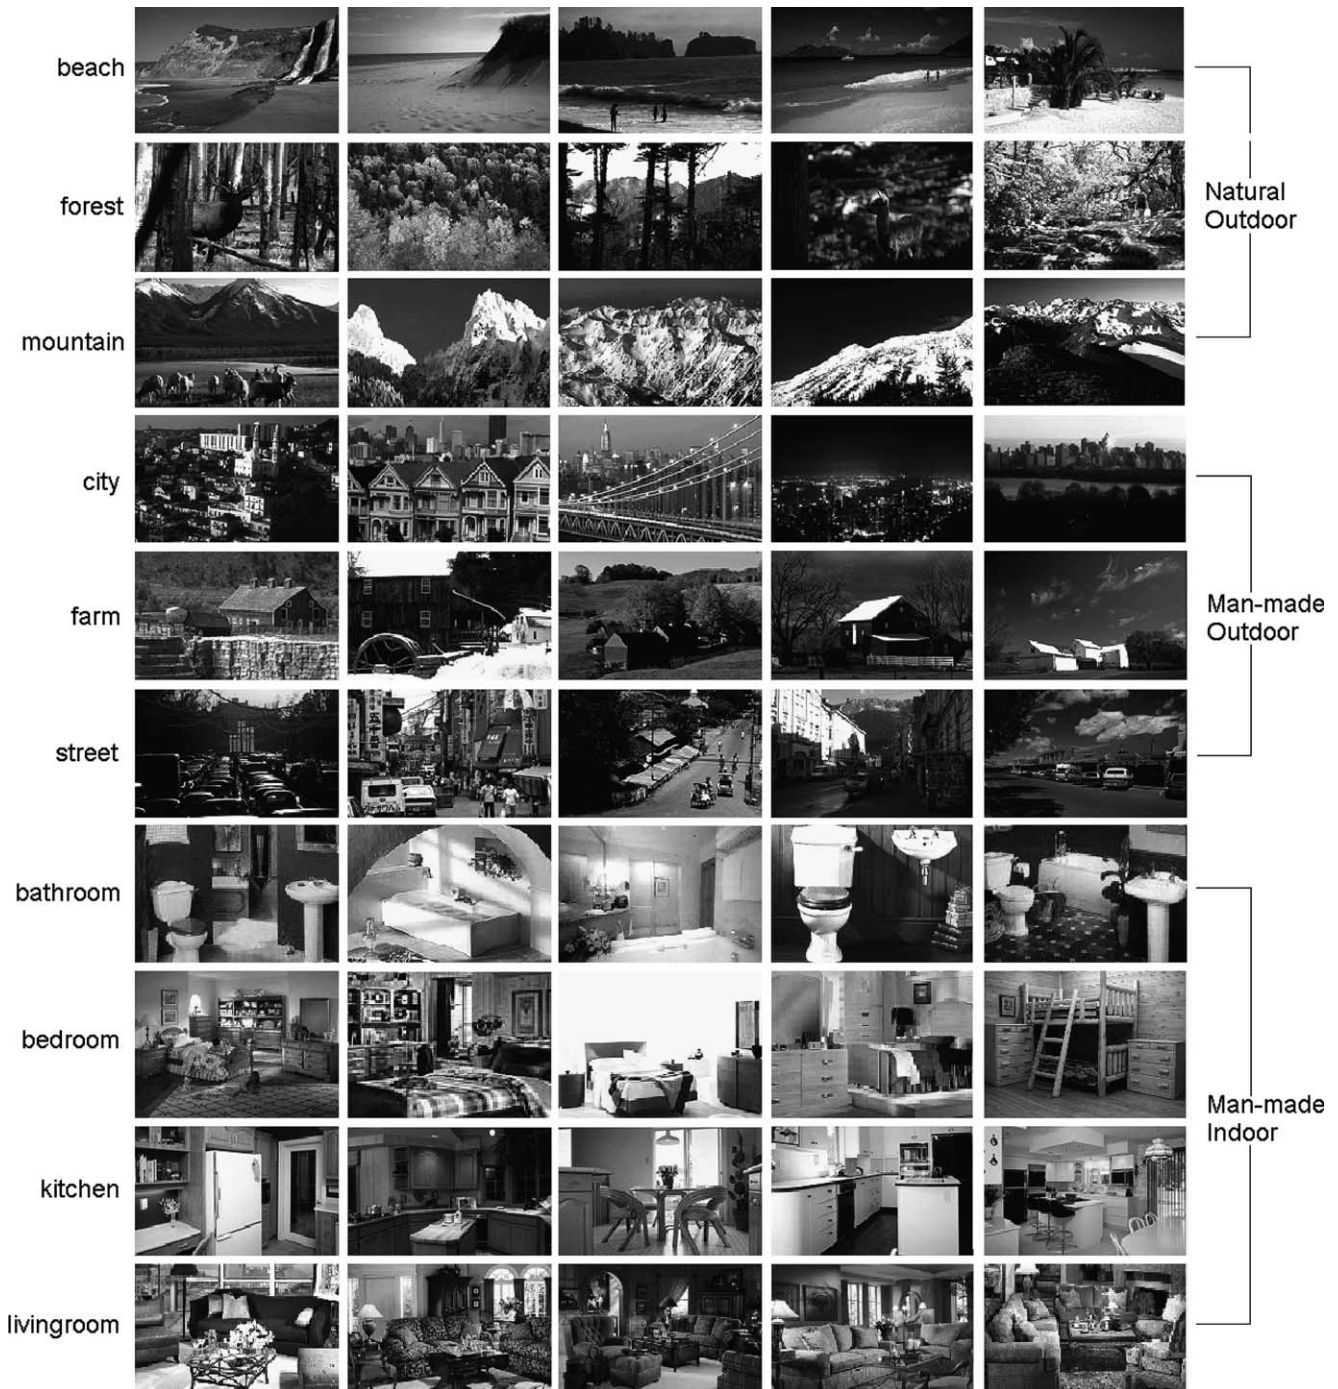 beach
forest
Natural
Outdoor
mountain
city
farm
Man-made
Outdoor
street
bathroom
bedroom
Man-made
Indoor
kitchen
livingroom